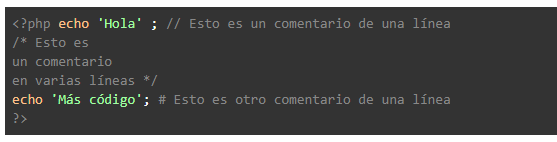 <?php echo 'Hola' ; // Esto es un comentario de una línea
/* Esto es
un comentario
en varias líneas */
echo 'Más código'; # Esto es otro comentario de una línea
?>